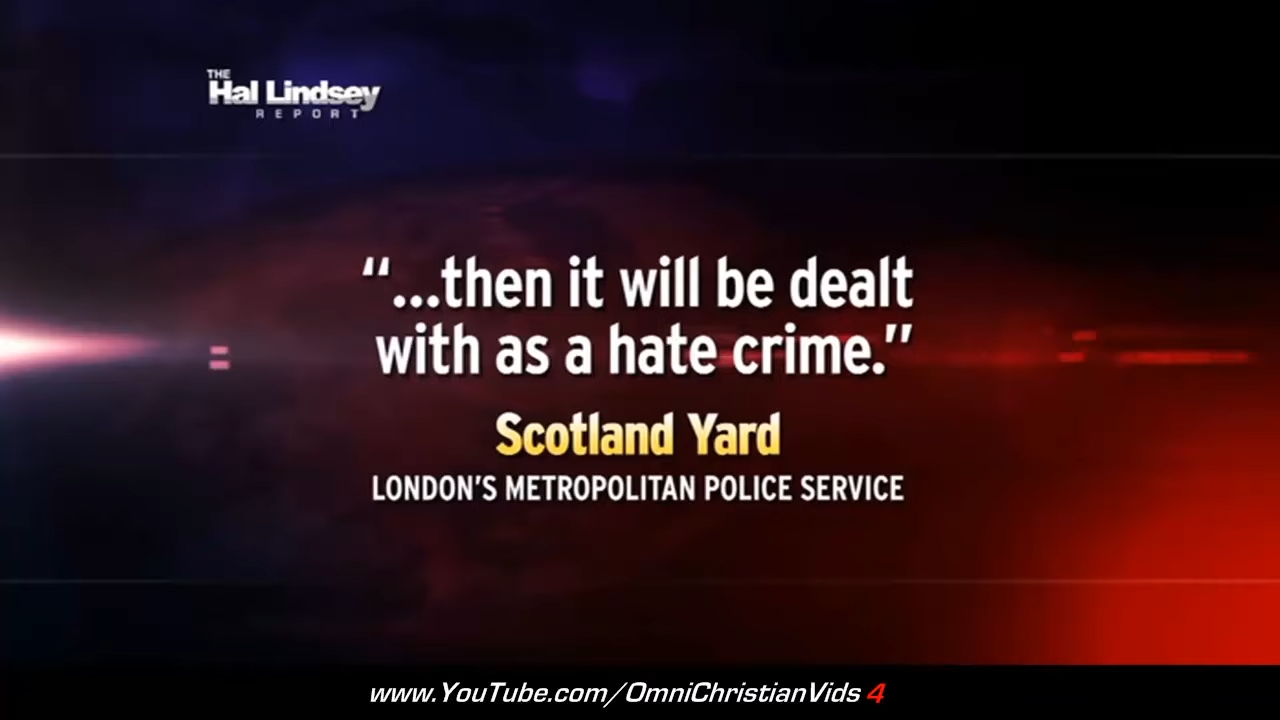 THE
Hal Lindsey
REPORT
“...then it will be dealt
with as a hate crime.”
Scotland Yard
LONDON'S METROPOLITAN POLICE SERVICE
www.YouTube.com/OmniChristianVids 4